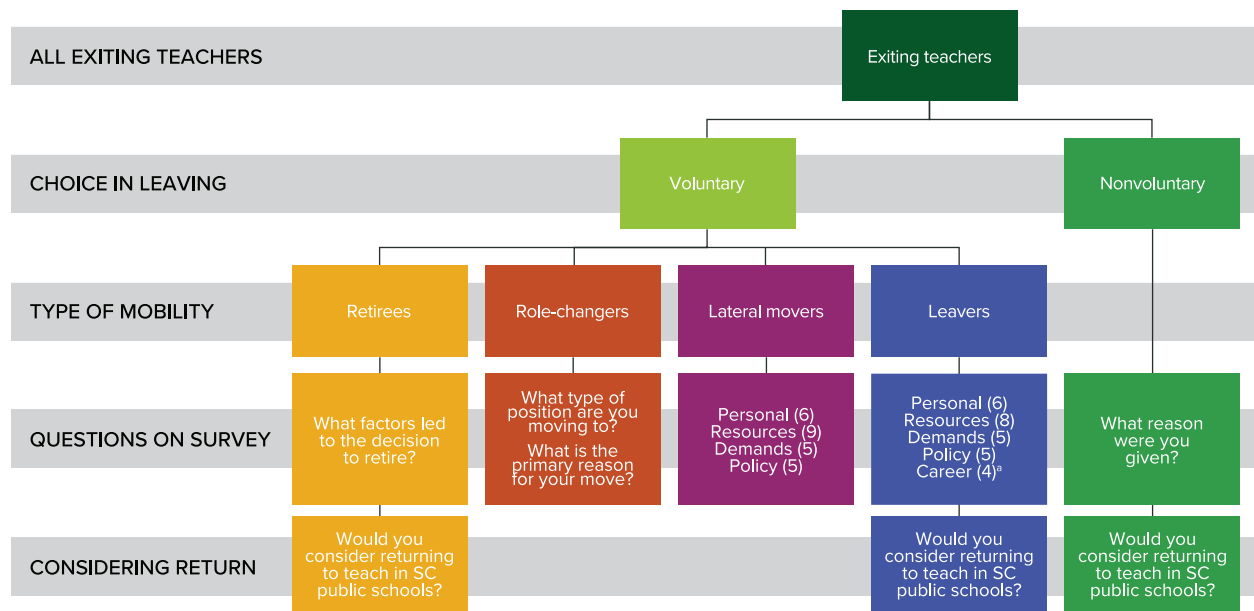 ALL EXITING TEACHERS
Exiting teachers
CHOICE IN LEAVING
Voluntary
Nonvoluntary
TYPE OF MOBILITY
Retirees
Role-changers
Lateral movers
Leavers
QUESTIONS ON SURVEY
What factors led
to the decision
to retire?
What type of
position are you
moving to?
What is the
primary reason
for your move?
Personal (6)
Resources (9)
Demands (5)
Policy (5)
Personal (6)
Resources (8)
Demands (5)
Policy (5)
Career (4)ᵃ
What reason
were you
given?
CONSIDERING RETURN
Would you
consider returning
to teach in SC
public schools?
Would you
consider returning
to teach in SC
public schools?
Would you
consider returning
to teach in SC
public schools?